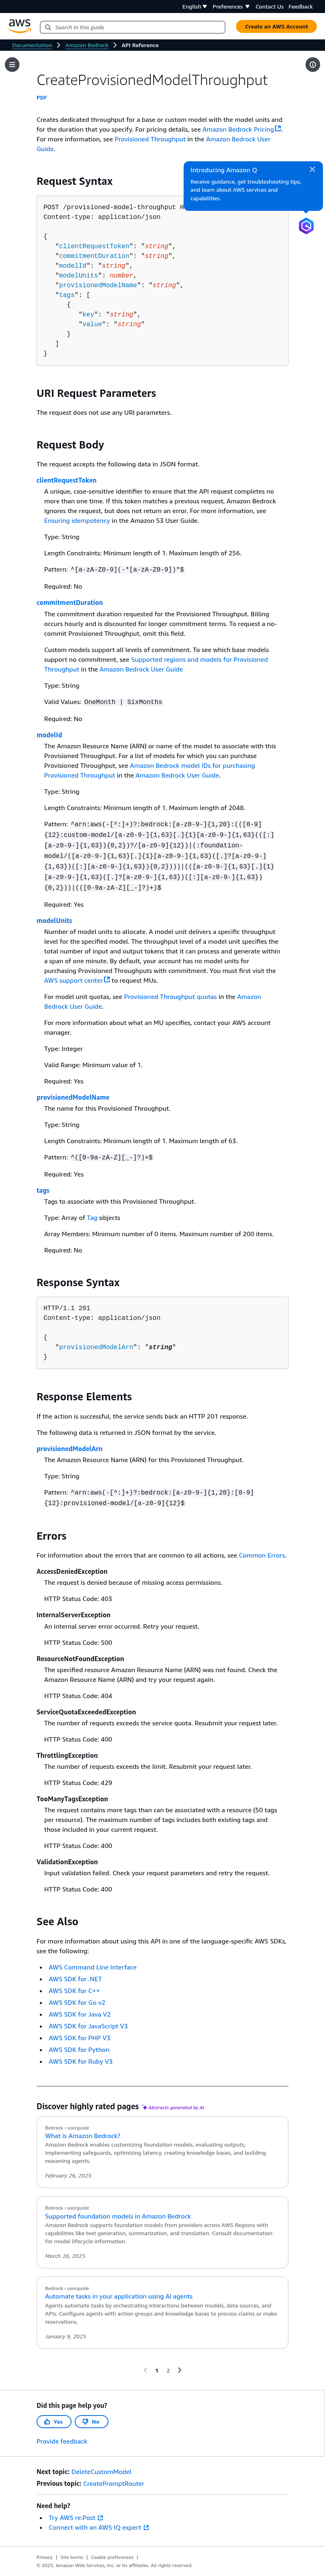 English ▼ Preferences ▼ Contact Us Feedback
aws
Search in this guide
Create an AWS Account
Documentation > Amazon Bedrock > API Reference
CreateProvisionedModelThroughput
PDF
Creates dedicated throughput for a base or custom model with the model units and
for the duration that you specify. For pricing details, see Amazon Bedrock Pricing.
For more information, see Provisioned Throughput in the Amazon Bedrock User
Guide.
Introducing Amazon Q
Receive guidance, get troubleshooting tips,
and learn about AWS services and
capabilities.
Request Syntax
POST /provisioned-model-throughput
Content-type: application/json
{
"clientRequestToken": "string",
"commitmentDuration": "string",
"modelId": "string",
"modelUnits": number,
"provisionedModelName": "string",
"tags": [
{
"key": "string",
"value": "string"
}
]
}
URI Request Parameters
The request does not use any URI parameters.
Request Body
The request accepts the following data in JSON format.
clientRequestToken
A unique, case-sensitive identifier to ensure that the API request completes no
more than one time. If this token matches a previous request, Amazon Bedrock
ignores the request, but does not return an error. For more information, see
Ensuring idempotency in the Amazon S3 User Guide.
Type: String
Length Constraints: Minimum length of 1. Maximum length of 256.
Pattern: ^[a-zA-Z0-9](-*[a-zA-Z0-9])*$
Required: No
commitmentDuration
The commitment duration requested for the Provisioned Throughput. Billing
occurs hourly and is discounted for longer commitment terms. To request a no-
commit Provisioned Throughput, omit this field.
Custom models support all levels of commitment. To see which base models
support no commitment, see Supported regions and models for Provisioned
Throughput in the Amazon Bedrock User Guide
Type: String
Valid Values: OneMonth | SixMonths
Required: No
modelId
The Amazon Resource Name (ARN) or name of the model to associate with this
Provisioned Throughput. For a list of models for which you can purchase
Provisioned Throughput, see Amazon Bedrock model IDs for purchasing
Provisioned Throughput in the Amazon Bedrock User Guide.
Type: String
Length Constraints: Minimum length of 1. Maximum length of 2048.
Pattern: ^arn:aws(-[^:]+)?:bedrock:[a-z0-9-]{1,20}:(([0-9]
{12}:custom-model/[a-z0-9-]{1,63}[.]{1}[a-z0-9-]{1,63}(([:]
[a-z0-9-]{1,63}){0,2})?/[a-z0-9]{12})|(:foundation-
model/([a-z0-9-]{1,63}[.]{1}[a-z0-9-]{1,63}([.]?[a-z0-9-]
{1,63})([:][a-z0-9-]{1,63}){0,2})))|(([a-z0-9-]{1,63}[.]{1}
[a-z0-9-]{1,63}([.]?[a-z0-9-]{1,63})([:][a-z0-9-]{1,63})
{0,2}))|(([0-9a-zA-Z][_-]?)+)$
Required: Yes
modelUnits
Number of model units to allocate. A model unit delivers a specific throughput
level for the specified model. The throughput level of a model unit specifies the
total number of input and output tokens that it can process and generate within
a span of one minute. By default, your account has no model units for
purchasing Provisioned Throughputs with commitment. You must first visit the
AWS support center to request MUs.
For model unit quotas, see Provisioned Throughput quotas in the Amazon
Bedrock User Guide.
For more information about what an MU specifies, contact your AWS account
manager.
Type: Integer
Valid Range: Minimum value of 1.
Required: Yes
provisionedModelName
The name for this Provisioned Throughput.
Type: String
Length Constraints: Minimum length of 1. Maximum length of 63.
Pattern: ^([0-9a-zA-Z][_-]?)+$
Required: Yes
tags
Tags to associate with this Provisioned Throughput.
Type: Array of Tag objects
Array Members: Minimum number of 0 items. Maximum number of 200 items.
Required: No
Response Syntax
HTTP/1.1 201
Content-type: application/json
{
"provisionedModelArn": "string"
}
Response Elements
If the action is successful, the service sends back an HTTP 201 response.
The following data is returned in JSON format by the service.
provisionedModelArn
The Amazon Resource Name (ARN) for this Provisioned Throughput.
Type: String
Pattern: ^arn:aws(-[^:]+)?:bedrock:[a-z0-9-]{1,20}:[0-9]
{12}:provisioned-model/[a-z0-9]{12}$
Errors
For information about the errors that are common to all actions, see Common Errors.
AccessDeniedException
The request is denied because of missing access permissions.
HTTP Status Code: 403
InternalServerException
An internal server error occurred. Retry your request.
HTTP Status Code: 500
ResourceNotFoundException
The specified resource Amazon Resource Name (ARN) was not found. Check the
Amazon Resource Name (ARN) and try your request again.
HTTP Status Code: 404
ServiceQuotaExceededException
The number of requests exceeds the service quota. Resubmit your request later.
HTTP Status Code: 400
ThrottlingException
The number of requests exceeds the limit. Resubmit your request later.
HTTP Status Code: 429
TooManyTagsException
The request contains more tags than can be associated with a resource (50 tags
per resource). The maximum number of tags includes both existing tags and
those included in your current request.
HTTP Status Code: 400
ValidationException
Input validation failed. Check your request parameters and retry the request.
HTTP Status Code: 400
See Also
For more information about using this API in one of the language-specific AWS SDKs,
see the following:
• AWS Command Line Interface
• AWS SDK for .NET
• AWS SDK for C++
• AWS SDK for Go v2
• AWS SDK for Java V2
• AWS SDK for JavaScript V3
• AWS SDK for PHP V3
• AWS SDK for Python
• AWS SDK for Ruby V3
Discover highly rated pages Abstracts generated by AI
Bedrock › userguide
What is Amazon Bedrock?
Amazon Bedrock enables customizing foundation models, evaluating outputs,
implementing safeguards, optimizing latency, creating knowledge bases, and building
reasoning agents.
February 26, 2025
Bedrock › userguide
Supported foundation models in Amazon Bedrock
Amazon Bedrock supports foundation models from providers across AWS Regions with
capabilities like text generation, summarization, and translation. Consult documentation
for model lifecycle information.
March 26, 2025
Bedrock › userguide
Automate tasks in your application using AI agents
Agents automate tasks by orchestrating interactions between models, data sources, and
APIs. Configure agents with action groups and knowledge bases to process claims or make
reservations.
January 9, 2025
1 2
Did this page help you?
Yes No
Provide feedback
Next topic: DeleteCustomModel
Previous topic: CreatePromptRouter
Need help?
• Try AWS re:Post
• Connect with an AWS IQ expert
Privacy | Site terms | Cookie preferences |
© 2025, Amazon Web Services, Inc. or its affiliates. All rights reserved.